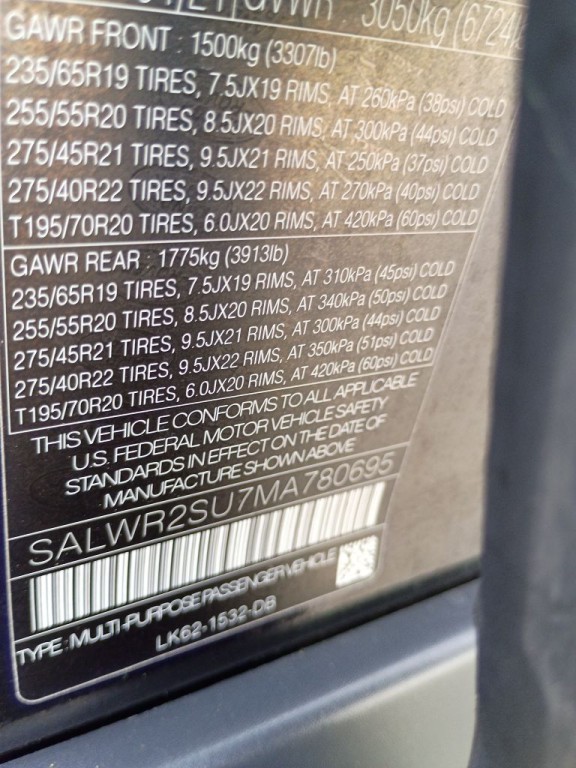 GVWR 3050kg (6724
GAWR FRONT : 1500kg (3307lb)
235/65R19 TIRES, 7.5JX19 RIMS, AT 260kPa (38psi) COLD
255/55R20 TIRES, 8.5JX20 RIMS, AT 300kPa (44psi) COLD
275/45R21 TIRES, 9.5JX21 RIMS, AT 250kPa (37psi) COLD
275/40R22 TIRES, 9.5JX22 RIMS, AT 270kPa (40psi) COLD
T195/70R20 TIRES, 6.0JX20 RIMS, AT 420kPa (60psi) COLD
GAWR REAR : 1775kg (3913lb)
235/65R19 TIRES, 7.5JX19 RIMS, AT 310kPa (45psi) COLD
255/55R20 TIRES, 8.5JX20 RIMS, AT 340kPa (50psi) COLD
275/45R21 TIRES, 9.5JX21 RIMS, AT 300kPa (44psi) COLD
275/40R22 TIRES, 9.5JX22 RIMS, AT 350kPa (51psi) COLD
T195/70R20 TIRES, 6.0JX20 RIMS, AT 420kPa (60psi) COLD
THIS VEHICLE CONFORMS TO ALL APPLICABLE
U.S. FEDERAL MOTOR VEHICLE SAFETY
STANDARDS IN EFFECT ON THE DATE OF
MANUFACTURE SHOWN ABOVE
SALWR2SU7MA780695
TYPE: MULTI-PURPOSE PASSENGER VEHICLE
LK62-1532-DB